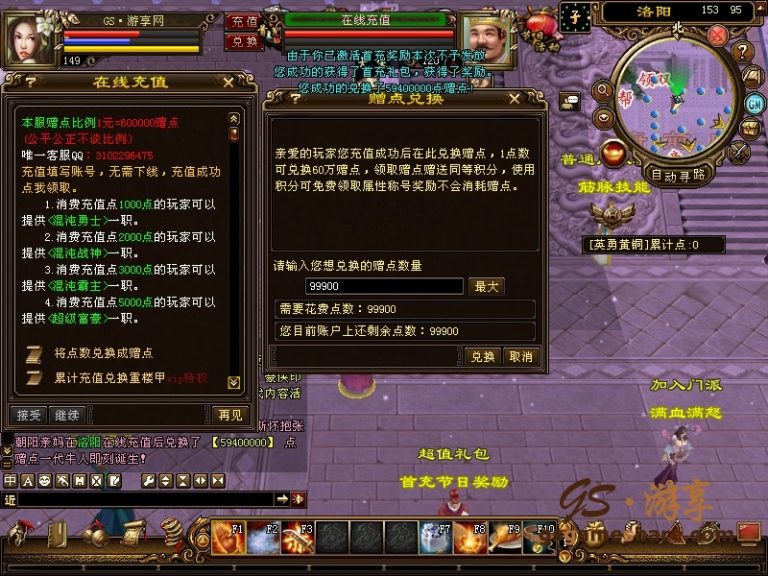 GS·游享网
充值
兑换
在线充值
149
洛阳
153 95
北
由于你已激活首充奖励本次不予发放
您成功的获得了首充礼包，获得了奖励。
您成功的兑换了59400000点赠点！
在线充值
本服赠点比例1元=600000赠点
(公平公正不谈比例)
唯一客服QQ：3102296475
充值填写账号，无需下线，充值成功
点我领取。
1.消费充值点1000点的玩家可以
提供<混沌勇士>一职。
2.消费充值点2000点的玩家可以
提供<混沌战神>一职。
3.消费充值点3000点的玩家可以
提供<混沌霸主>一职。
4.消费充值点5000点的玩家可以
提供<超级富豪>一职。
将点数兑换成赠点
累计充值兑换重楼甲vip特权
接受
继续
再见
赠点兑换
亲爱的玩家您充值成功后在此兑换赠点，1点数
可兑换60万赠点，领取赠点赠送同等积分，使用
积分可免费领取属性称号奖励不会消耗赠点。
请输入您想兑换的赠点数量
99900
最大
需要花费点数：99900
您目前账户上还剩余点数：99900
兑换
取消
领双
帮
GM
普通
自动寻路
筋脉技能
[英勇黄铜]累计点:0
加入门派
满血满怒
超值礼包
首充节日奖励
朝阳亲妈在洛阳在线充值后兑换了 【59400000】 点
赠点一代牛人即刻诞生！
中
近
F1
F2
F3
F7
F8
F9
F10
GS·游享